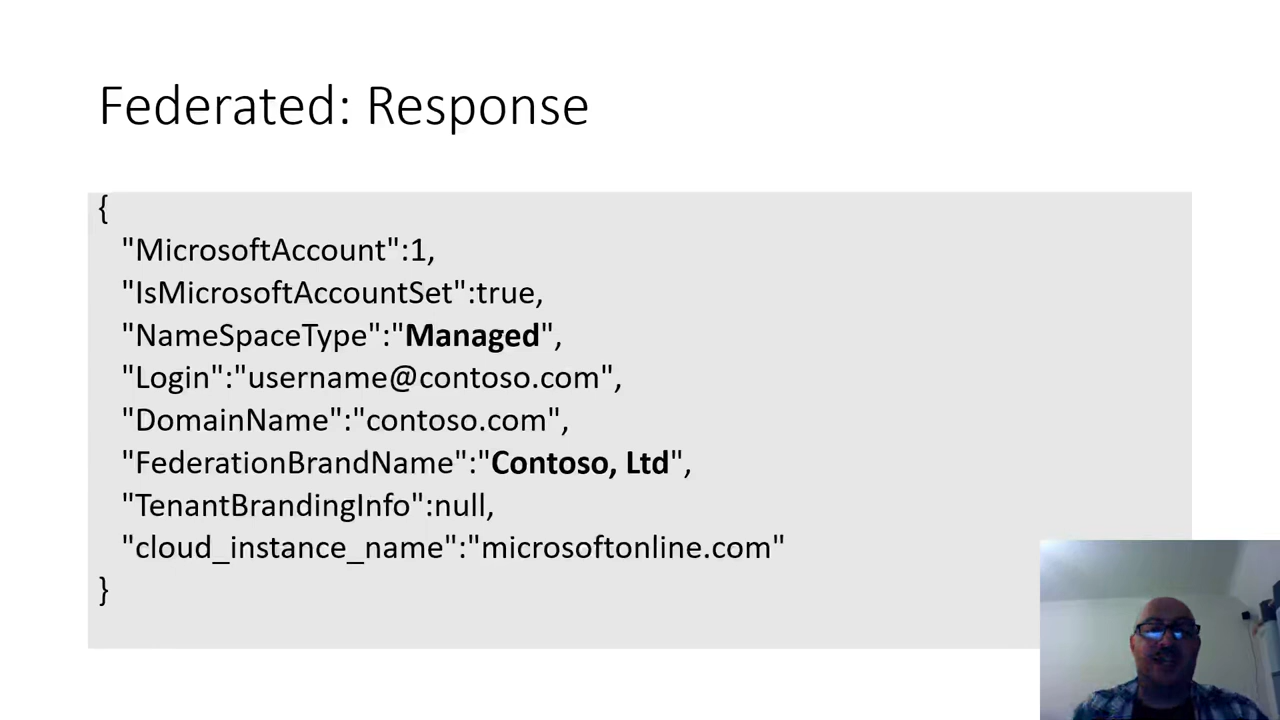 Federated: Response
{
"MicrosoftAccount":1,
"IsMicrosoftAccountSet":true,
"NameSpaceType":"Managed",
"Login":"username@contoso.com",
"DomainName":"contoso.com",
"FederationBrandName":"Contoso, Ltd",
"TenantBrandingInfo":null,
"cloud_instance_name":"microsoftonline.com"
}